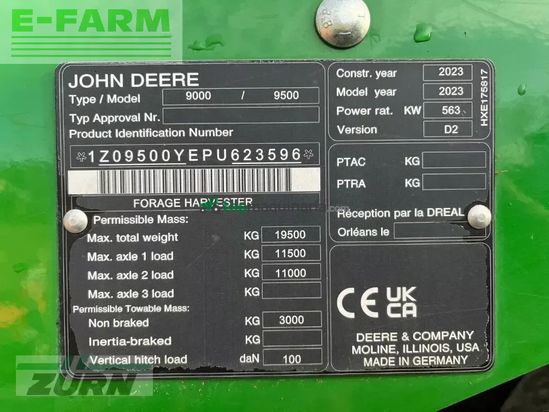 E-FARM
JOHN DEERE
Type / Model 9000 / 9500
Typ Approval Nr.
Product Identification Number
*1Z09500YEPU623596*
FORAGE HARVESTER
Permissible Mass:
Max. total weight KG 19500
Max. axle 1 load KG 11500
Max. axle 2 load KG 11000
Max. axle 3 load KG
Permissible Towable Mass:
Non braked KG 3000
Inertia-braked KG
Vertical hitch load daN 100
Constr. year 2023
Model year 2023
Power rat. KW 563
Version D2
HXE175817
PTAC KG
PTRA KG
Réception par la DREAL
Orléans le
CE UK CA
DEERE & COMPANY
MOLINE, ILLINOIS, USA
MADE IN GERMANY
ZÜRN